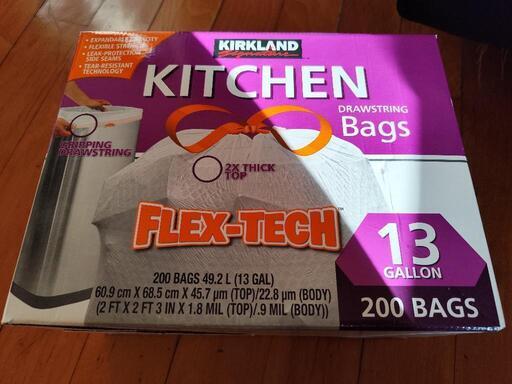 • EXPANDABLE CAPACITY
• FLEXIBLE STRENGTH
• LEAK-PROTECTION
SIDE SEAMS
• TEAR-RESISTANT
TECHNOLOGY
KIRKLAND
Signature
KITCHEN
DRAWSTRING
Bags
GRIPPING
DRAWSTRING
2X THICK
TOP
FLEX-TECH™
13
GALLON
200 BAGS
200 BAGS 49.2 L (13 GAL)
60.9 cm X 68.5 cm X 45.7 µm (TOP)/22.8 µm (BODY)
(2 FT X 2 FT 3 IN X 1.8 MIL (TOP)/.9 MIL (BODY))